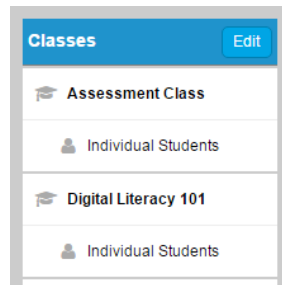 Classes Edit
Assessment Class
Individual Students
Digital Literacy 101
Individual Students